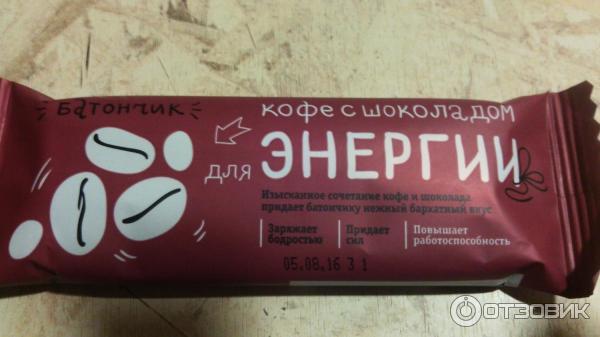 Батончик
кофе с шоколадом
для ЭНЕРГИИ
Изысканное сочетание кофе и шоколада
придает батончику нежный бархатный вкус
Заряжает бодростью
Придает сил
Повышает работоспособность
05.08.16 3 1
ОТЗОВИК